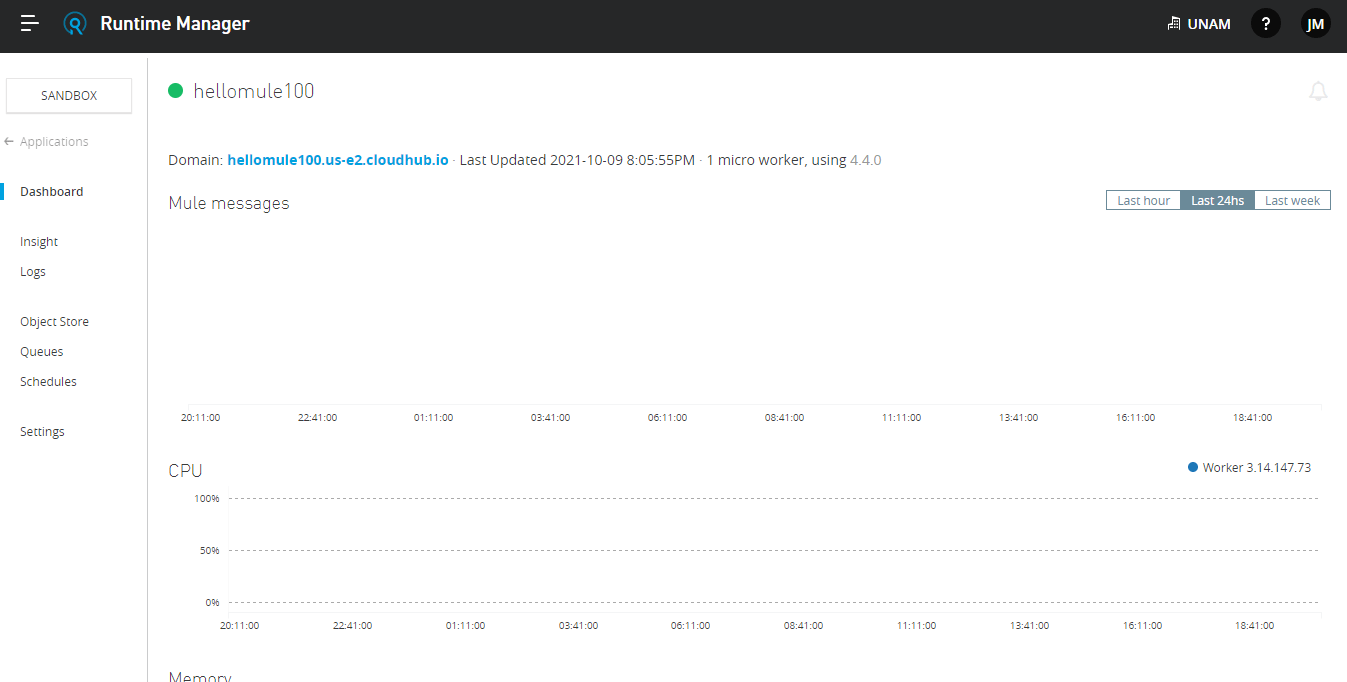 Runtime Manager
UNAM
?
JM
SANDBOX
← Applications
Dashboard
Insight
Logs
Object Store
Queues
Schedules
Settings
hellomule100
Domain: hellomule100.us-e2.cloudhub.io · Last Updated 2021-10-09 8:05:55PM · 1 micro worker, using 4.4.0
Mule messages
Last hour Last 24hs Last week
20:11:00 22:41:00 01:11:00 03:41:00 06:11:00 08:41:00 11:11:00 13:41:00 16:11:00 18:41:00
CPU
Worker 3.14.147.73
100%
50%
0%
20:11:00 22:41:00 01:11:00 03:41:00 06:11:00 08:41:00 11:11:00 13:41:00 16:11:00 18:41:00
Memory